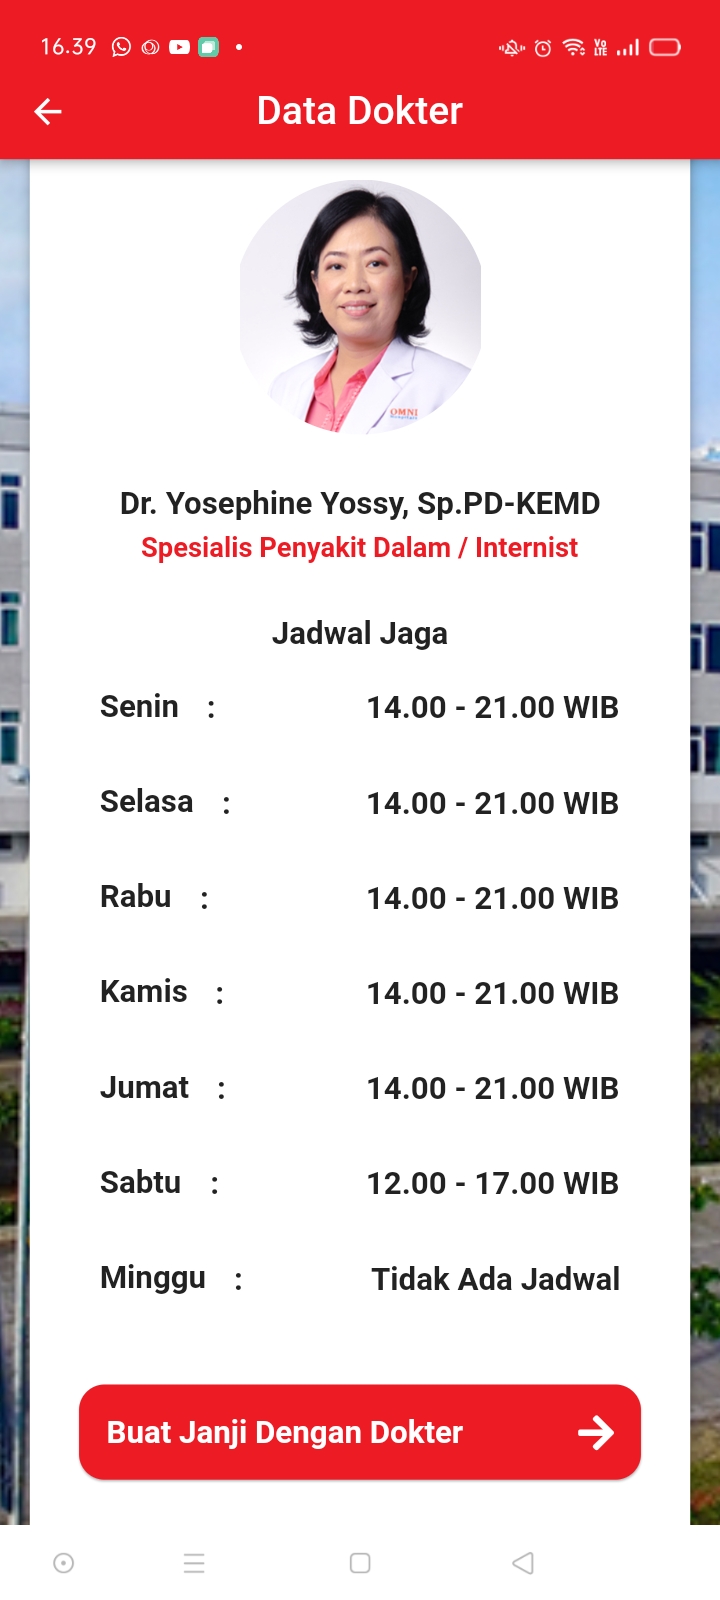 16.39
Vo
LTE
Data Dokter
OMNI
Dr. Yosephine Yossy, Sp.PD-KEMD
Spesialis Penyakit Dalam / Internist
Jadwal Jaga
Senin : 14.00 - 21.00 WIB
Selasa : 14.00 - 21.00 WIB
Rabu : 14.00 - 21.00 WIB
Kamis : 14.00 - 21.00 WIB
Jumat : 14.00 - 21.00 WIB
Sabtu : 12.00 - 17.00 WIB
Minggu : Tidak Ada Jadwal
Buat Janji Dengan Dokter